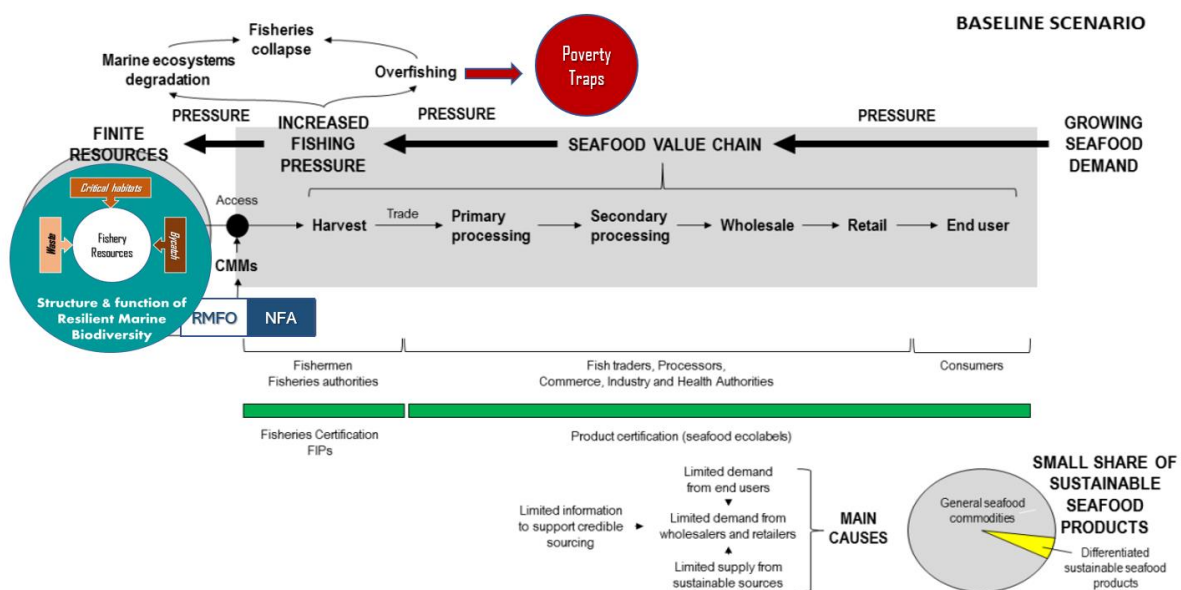 BASELINE SCENARIO
Fisheries
collapse
Marine ecosystems
degradation
Overfishing
Poverty
Traps
PRESSURE
PRESSURE
PRESSURE
FINITE
RESOURCES
INCREASED
FISHING
PRESSURE
SEAFOOD VALUE CHAIN
GROWING
SEAFOOD
DEMAND
Critical habitats
Waste
Fishery
Resources
Bycatch
Structure & function of
Resilient Marine
Biodiversity
Access
CMMs
RMFO
NFA
Harvest
Trade
Primary
processing
Secondary
processing
Wholesale
Retail
End user
Fishermen
Fisheries authorities
Fish traders, Processors,
Commerce, Industry and Health Authorities
Consumers
Fisheries Certification
FIPs
Product certification (seafood ecolabels)
Limited information
to support credible
sourcing
Limited demand
from end users
Limited demand from
wholesalers and retailers
Limited supply from
sustainable sources
MAIN
CAUSES
General seafood
commodities
SMALL SHARE OF
SUSTAINABLE
SEAFOOD
PRODUCTS
Differentiated
sustainable seafood
products